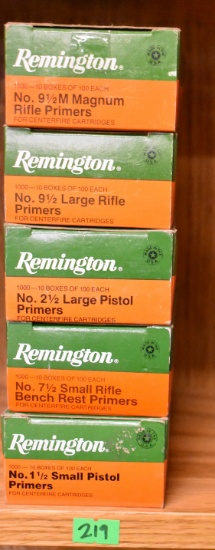 Remington®
1000-10 BOXES OF 100 EACH
No. 9½M Magnum
Rifle Primers
FOR CENTERFIRE CARTRIDGES
Remington®
1000-10 BOXES OF 100 EACH
No. 9½ Large Rifle
Primers
FOR CENTERFIRE CARTRIDGES
Remington®
1000-10 BOXES OF 100 EACH
No. 2½ Large Pistol
Primers
FOR CENTERFIRE CARTRIDGES
Remington®
1000-10 BOXES OF 100 EACH
No. 7½ Small Rifle
Bench Rest Primers
FOR CENTERFIRE CARTRIDGES
Remington®
1000-10 BOXES OF 100 EACH
No. 1½ Small Pistol
Primers
FOR CENTERFIRE CARTRIDGES
219